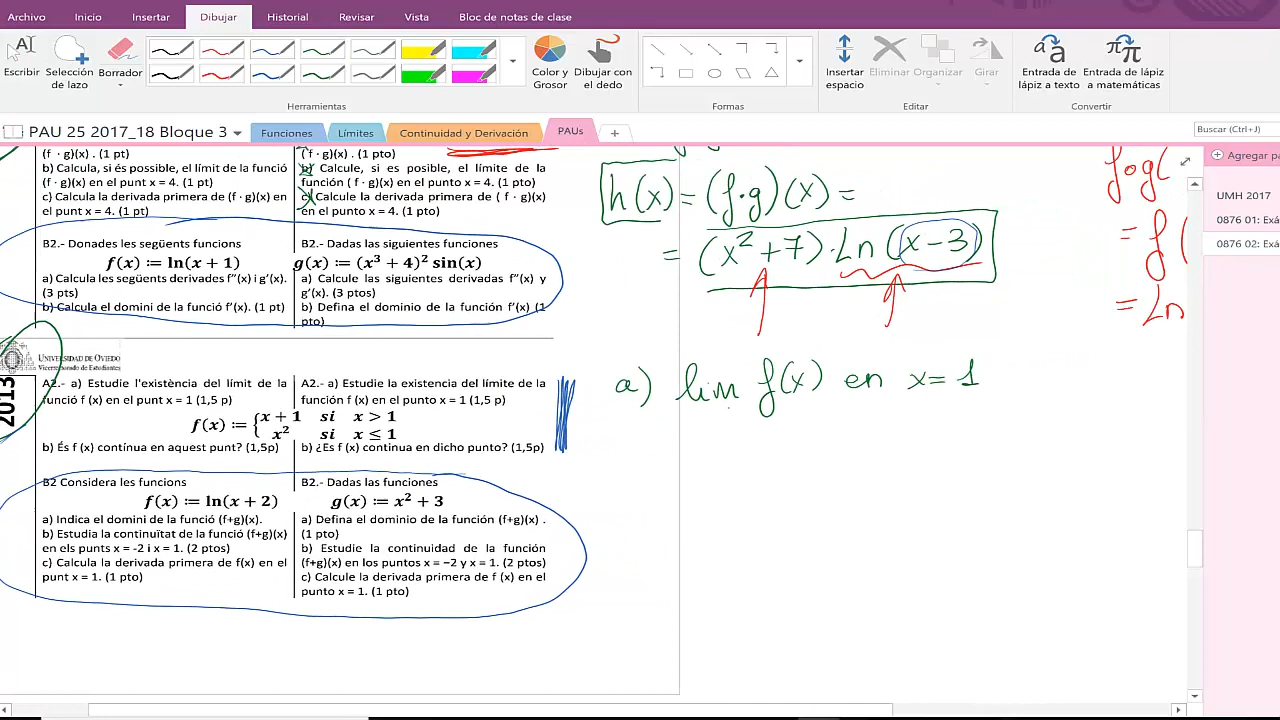 Archivo Inicio Insertar Dibujar Historial Revisar Vista Bloc de notas de clase
Escribir
Selección de lazo
Borrador
Color y Grosor
Dibujar con el dedo
Insertar espacio
Eliminar
Organizar
Girar
Entrada de lápiz a texto
Entrada de lápiz a matemáticas
Herramientas
Formas
Editar
Convertir
PAU 25 2017_18 Bloque 3
Funciones
Límites
Continuidad y Derivación
PAUs
Buscar (Ctrl+J)
Agregar pa
UMH 2017
0876 01: Exá
0876 02: Exá
(f · g)(x) . (1 pt)
b) Calcula, si és possible, el límit de la
funció (f · g)(x) en el punt x = 4. (1 pt)
c) Calcula la derivada primera de (f · g)(x) en
el punt x = 4. (1 pt)
(f · g)(x) . (1 pto)
b) Calcule, si es posible, el límite de la
función ( f · g)(x) en el punto x = 4. (1 pto)
c) Calcule la derivada primera de ( f · g)(x)
en el punto x = 4. (1 pto)
B2.- Donades les següents funcions
f(x) ≔ ln(x + 1)
a) Calcula les següents derivades f''(x) i g'(x).
(3 pts)
b) Calcula el domini de la funció f'(x). (1 pt)
B2.- Dadas las siguientes funciones
g(x) ≔ (x³ + 4)² sin(x)
a) Calcule las siguientes derivadas f''(x) y
g'(x). (3 ptos)
b) Defina el dominio de la función f'(x) (1
pto)
UNIVERSIDAD DE OVIEDO
Vicerrectorado de Estudiantes
2013
A2.- a) Estudie l'existència del límit de la
funció f (x) en el punt x = 1 (1,5 p)
A2.- a) Estudie la existencia del límite de la
función f (x) en el punto x = 1 (1,5 p)
f(x) ≔ { x + 1 si x > 1
x² si x ≤ 1
b) És f (x) contínua en aquest punt? (1,5p)
b) ¿Es f (x) continua en dicho punto? (1,5p)
B2 Considera les funcions
f(x) ≔ ln(x + 2)
a) Indica el domini de la funció (f+g)(x).
b) Estudia la continuïtat de la funció (f+g)(x)
en els punts x = -2 i x = 1. (2 ptos)
c) Calcula la derivada primera de f(x) en el
punt x = 1. (1 pto)
B2.- Dadas las funciones
g(x) ≔ x² + 3
a) Defina el dominio de la función (f+g)(x) .
(1 pto)
b) Estudie la continuidad de la función
(f+g)(x) en los puntos x = −2 y x = 1. (2 ptos)
c) Calcule la derivada primera de f (x) en el
punto x = 1. (1 pto)
h(x) = (f·g)(x) =
= (x² + 7) · Ln (x - 3)
a) lim f(x) en x = 1
fog(
= f(
= Ln